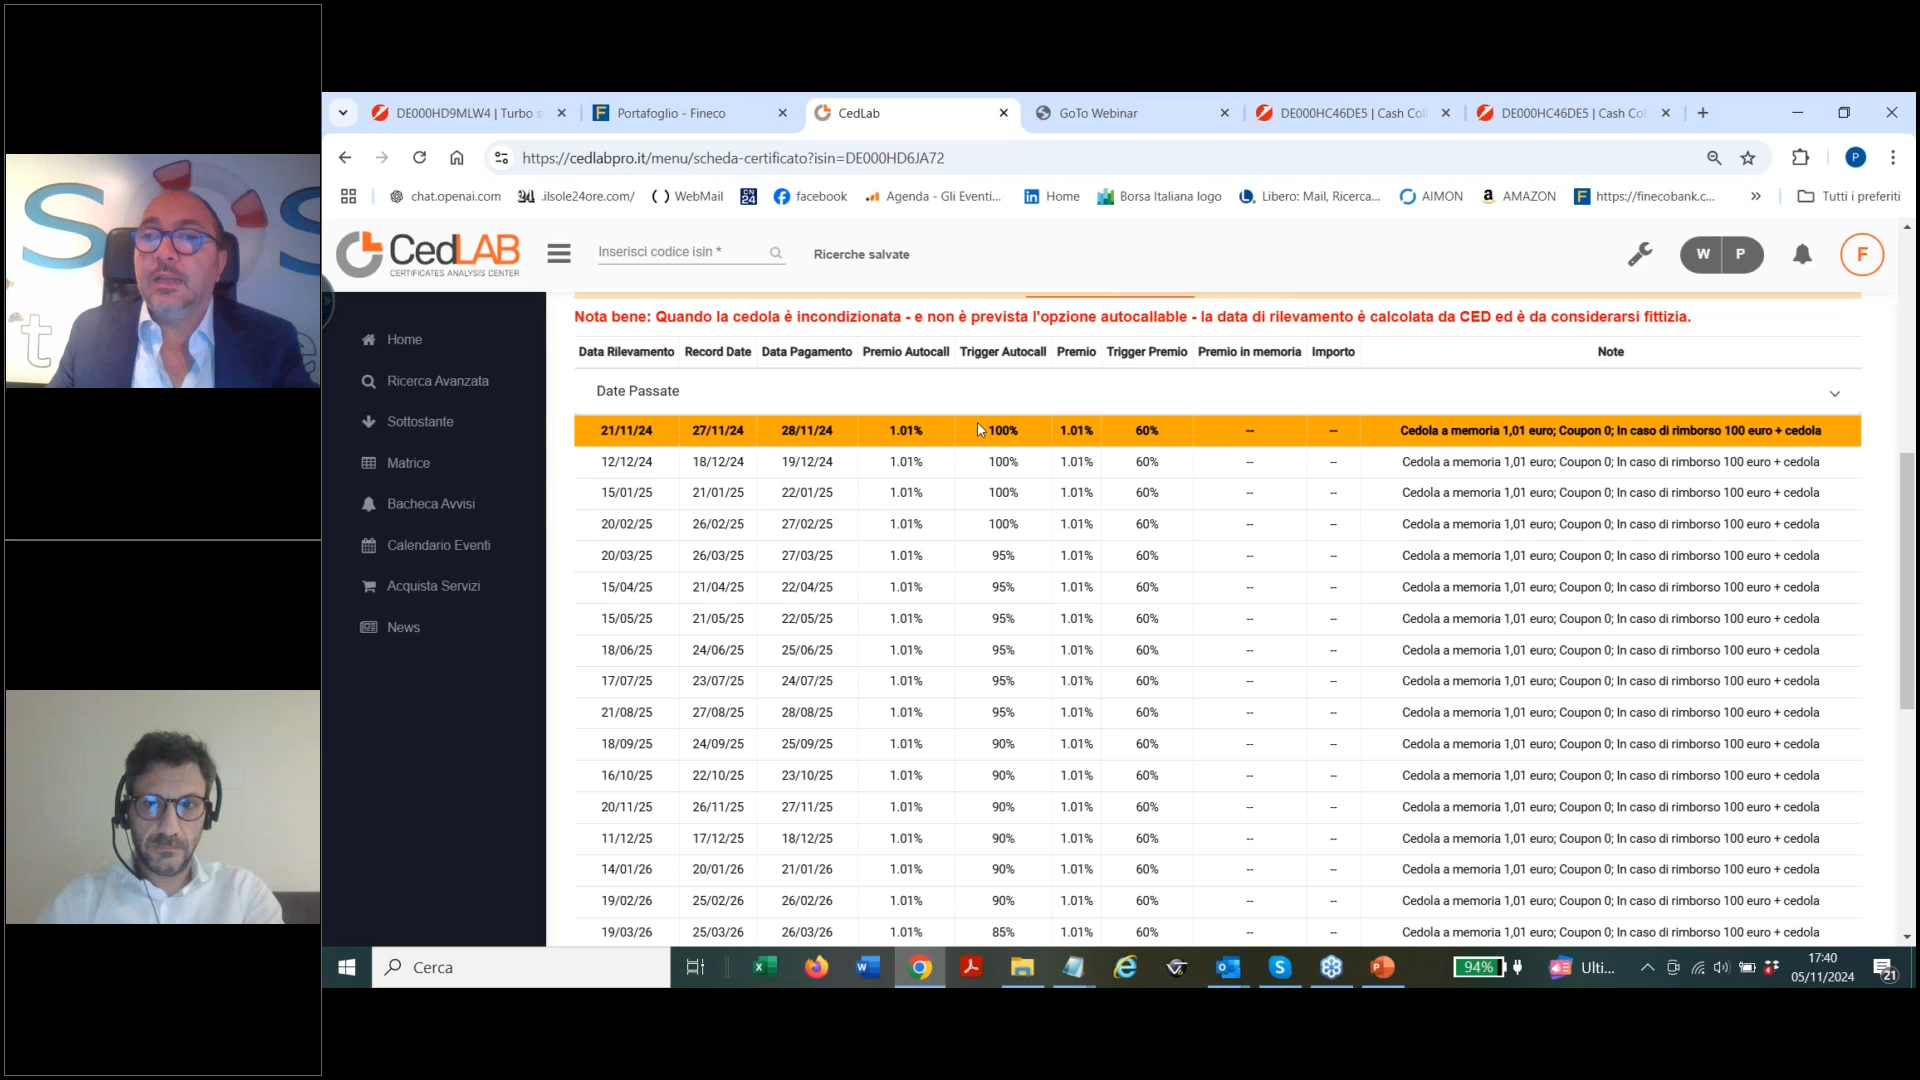 DE000HD9MLW4 | Turbo s
Portafoglio - Fineco
CedLab
GoTo Webinar
DE000HC46DE5 | Cash Col
DE000HC46DE5 | Cash Col
https://cedlabpro.it/menu/scheda-certificato?isin=DE000HD6JA72
P
chat.openai.com
.ilsole24ore.com/
WebMail
facebook
Agenda - Gli Eventi...
Home
Borsa Italiana logo
Libero: Mail, Ricerca...
AIMON
AMAZON
https://finecobank.c...
Tutti i preferiti
CedLAB
CERTIFICATES ANALYSIS CENTER
Inserisci codice isin *
Ricerche salvate
W P
F
Home
Ricerca Avanzata
Sottostante
Matrice
Bacheca Avvisi
Calendario Eventi
Acquista Servizi
News
Nota bene: Quando la cedola è incondizionata - e non è prevista l'opzione autocallable - la data di rilevamento è calcolata da CED ed è da considerarsi fittizia.
Data Rilevamento Record Date Data Pagamento Premio Autocall Trigger Autocall Premio Trigger Premio Premio in memoria Importo Note
Date Passate
21/11/24 27/11/24 28/11/24 1.01% 100% 1.01% 60% -- -- Cedola a memoria 1,01 euro; Coupon 0; In caso di rimborso 100 euro + cedola
12/12/24 18/12/24 19/12/24 1.01% 100% 1.01% 60% -- -- Cedola a memoria 1,01 euro; Coupon 0; In caso di rimborso 100 euro + cedola
15/01/25 21/01/25 22/01/25 1.01% 100% 1.01% 60% -- -- Cedola a memoria 1,01 euro; Coupon 0; In caso di rimborso 100 euro + cedola
20/02/25 26/02/25 27/02/25 1.01% 100% 1.01% 60% -- -- Cedola a memoria 1,01 euro; Coupon 0; In caso di rimborso 100 euro + cedola
20/03/25 26/03/25 27/03/25 1.01% 95% 1.01% 60% -- -- Cedola a memoria 1,01 euro; Coupon 0; In caso di rimborso 100 euro + cedola
15/04/25 21/04/25 22/04/25 1.01% 95% 1.01% 60% -- -- Cedola a memoria 1,01 euro; Coupon 0; In caso di rimborso 100 euro + cedola
15/05/25 21/05/25 22/05/25 1.01% 95% 1.01% 60% -- -- Cedola a memoria 1,01 euro; Coupon 0; In caso di rimborso 100 euro + cedola
18/06/25 24/06/25 25/06/25 1.01% 95% 1.01% 60% -- -- Cedola a memoria 1,01 euro; Coupon 0; In caso di rimborso 100 euro + cedola
17/07/25 23/07/25 24/07/25 1.01% 95% 1.01% 60% -- -- Cedola a memoria 1,01 euro; Coupon 0; In caso di rimborso 100 euro + cedola
21/08/25 27/08/25 28/08/25 1.01% 95% 1.01% 60% -- -- Cedola a memoria 1,01 euro; Coupon 0; In caso di rimborso 100 euro + cedola
18/09/25 24/09/25 25/09/25 1.01% 90% 1.01% 60% -- -- Cedola a memoria 1,01 euro; Coupon 0; In caso di rimborso 100 euro + cedola
16/10/25 22/10/25 23/10/25 1.01% 90% 1.01% 60% -- -- Cedola a memoria 1,01 euro; Coupon 0; In caso di rimborso 100 euro + cedola
20/11/25 26/11/25 27/11/25 1.01% 90% 1.01% 60% -- -- Cedola a memoria 1,01 euro; Coupon 0; In caso di rimborso 100 euro + cedola
11/12/25 17/12/25 18/12/25 1.01% 90% 1.01% 60% -- -- Cedola a memoria 1,01 euro; Coupon 0; In caso di rimborso 100 euro + cedola
14/01/26 20/01/26 21/01/26 1.01% 90% 1.01% 60% -- -- Cedola a memoria 1,01 euro; Coupon 0; In caso di rimborso 100 euro + cedola
19/02/26 25/02/26 26/02/26 1.01% 90% 1.01% 60% -- -- Cedola a memoria 1,01 euro; Coupon 0; In caso di rimborso 100 euro + cedola
19/03/26 25/03/26 26/03/26 1.01% 85% 1.01% 60% -- -- Cedola a memoria 1,01 euro; Coupon 0; In caso di rimborso 100 euro + cedola
Cerca
94%
Ulti...
17:40
05/11/2024
21